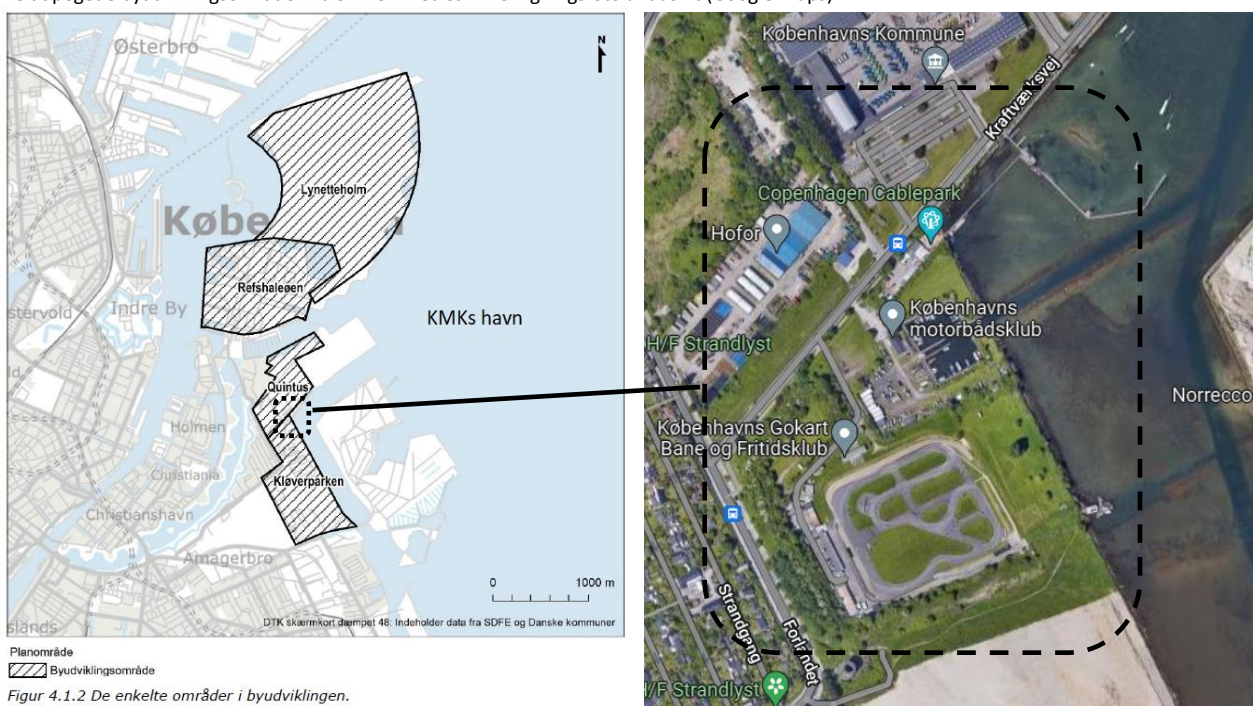 Østerbro
N
Lynetteholm
Købe
n
Refshaleøen
stervold
Indre By
KMKs havn
Quintus
Holmen
Christiania
Kløverparken
Christianshavn
Amagerbro
0 1000 m
slands
DTK skærmkort dæmpet 48: Indeholder data fra SDFE og Danske kommuner
Planområde
Byudviklingsområde
Figur 4.1.2 De enkelte områder i byudviklingen.
Københavns Kommune
Kraftværksvej
Copenhagen Cablepark
Hofor
Københavns
motorbådsklub
H/F Strandlyst
Norrecco
Københavns Gokart
Bane og Fritidsklub
Strandgang
Forlandet
H/F Strandlyst